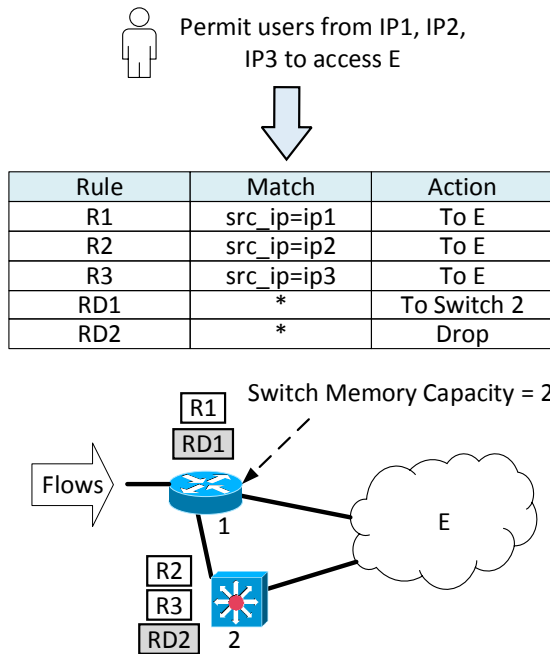 Permit users from IP1, IP2,
IP3 to access E
Rule Match Action
R1 src_ip=ip1 To E
R2 src_ip=ip2 To E
R3 src_ip=ip3 To E
RD1 * To Switch 2
RD2 * Drop
Switch Memory Capacity = 2
R1
RD1
Flows
1
E
R2
R3
RD2
2